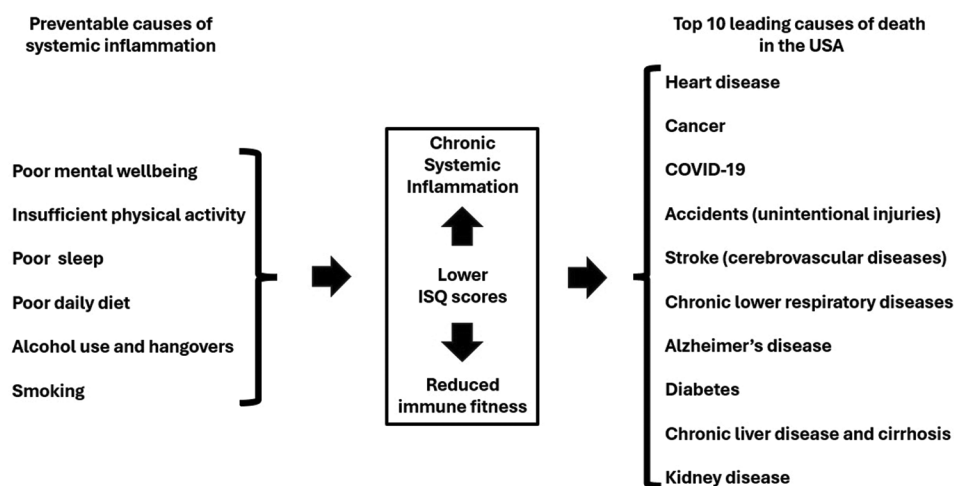 Preventable causes of
systemic inflammation
Poor mental wellbeing
Insufficient physical activity
Poor sleep
Poor daily diet
Alcohol use and hangovers
Smoking
Chronic
Systemic
Inflammation
Lower
ISQ scores
Reduced
immune fitness
Top 10 leading causes of death
in the USA
Heart disease
Cancer
COVID-19
Accidents (unintentional injuries)
Stroke (cerebrovascular diseases)
Chronic lower respiratory diseases
Alzheimer’s disease
Diabetes
Chronic liver disease and cirrhosis
Kidney disease